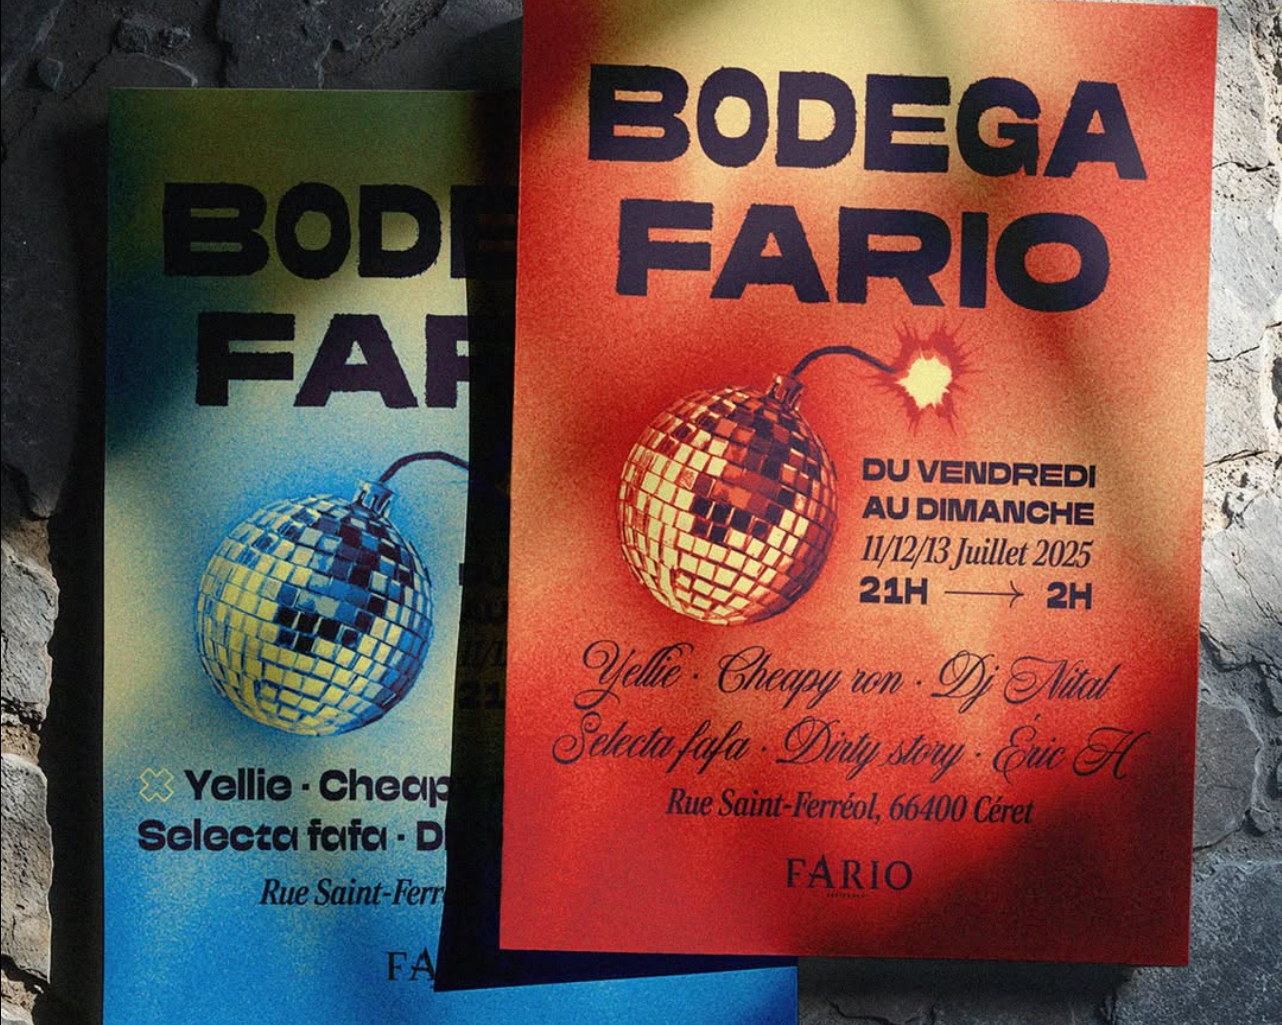 BODEGA
FARIO
DU VENDREDI
AU DIMANCHE
11/12/13 Juillet 2025
21H → 2H
Yellie · Cheapy ron · Dj Nital
Selecta fafa · Dirty story · Éric H
Rue Saint-Ferréol, 66400 Céret
FARIO
BODE
FAR
Yellie · Cheap
Selecta fafa · D
Rue Saint-Ferr
FA